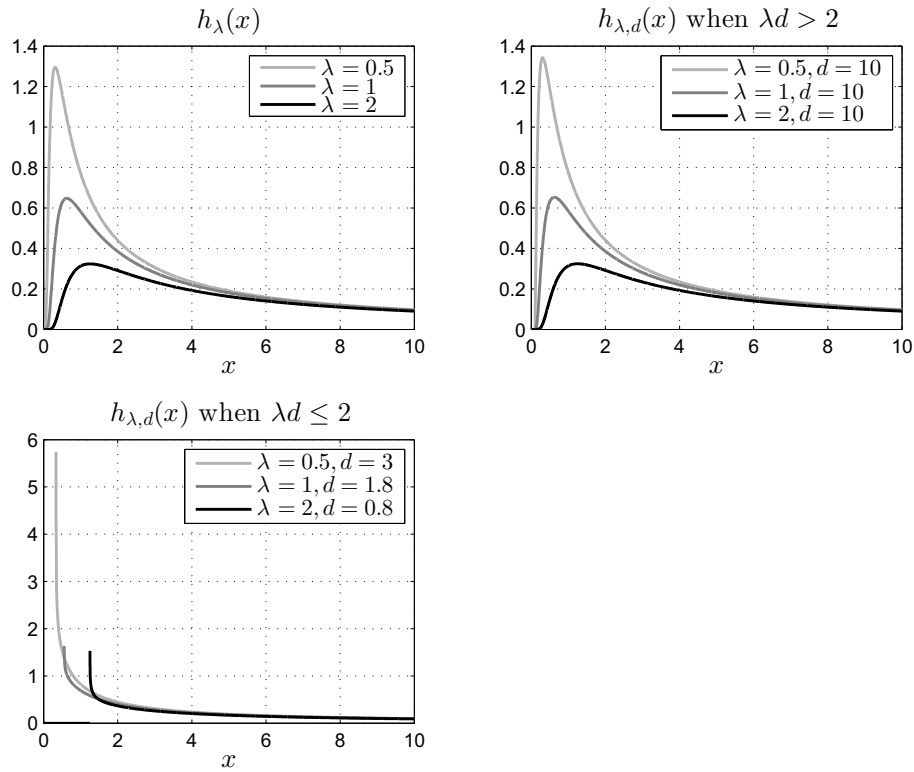 h_λ(x)
1.4
1.2
1
0.8
0.6
0.4
0.2
0
0 2 4 6 8 10
x
λ = 0.5
λ = 1
λ = 2
h_{λ,d}(x) when λd > 2
1.4
1.2
1
0.8
0.6
0.4
0.2
0
0 2 4 6 8 10
x
λ = 0.5, d = 10
λ = 1, d = 10
λ = 2, d = 10
h_{λ,d}(x) when λd ≤ 2
6
5
4
3
2
1
0
0 2 4 6 8 10
x
λ = 0.5, d = 3
λ = 1, d = 1.8
λ = 2, d = 0.8